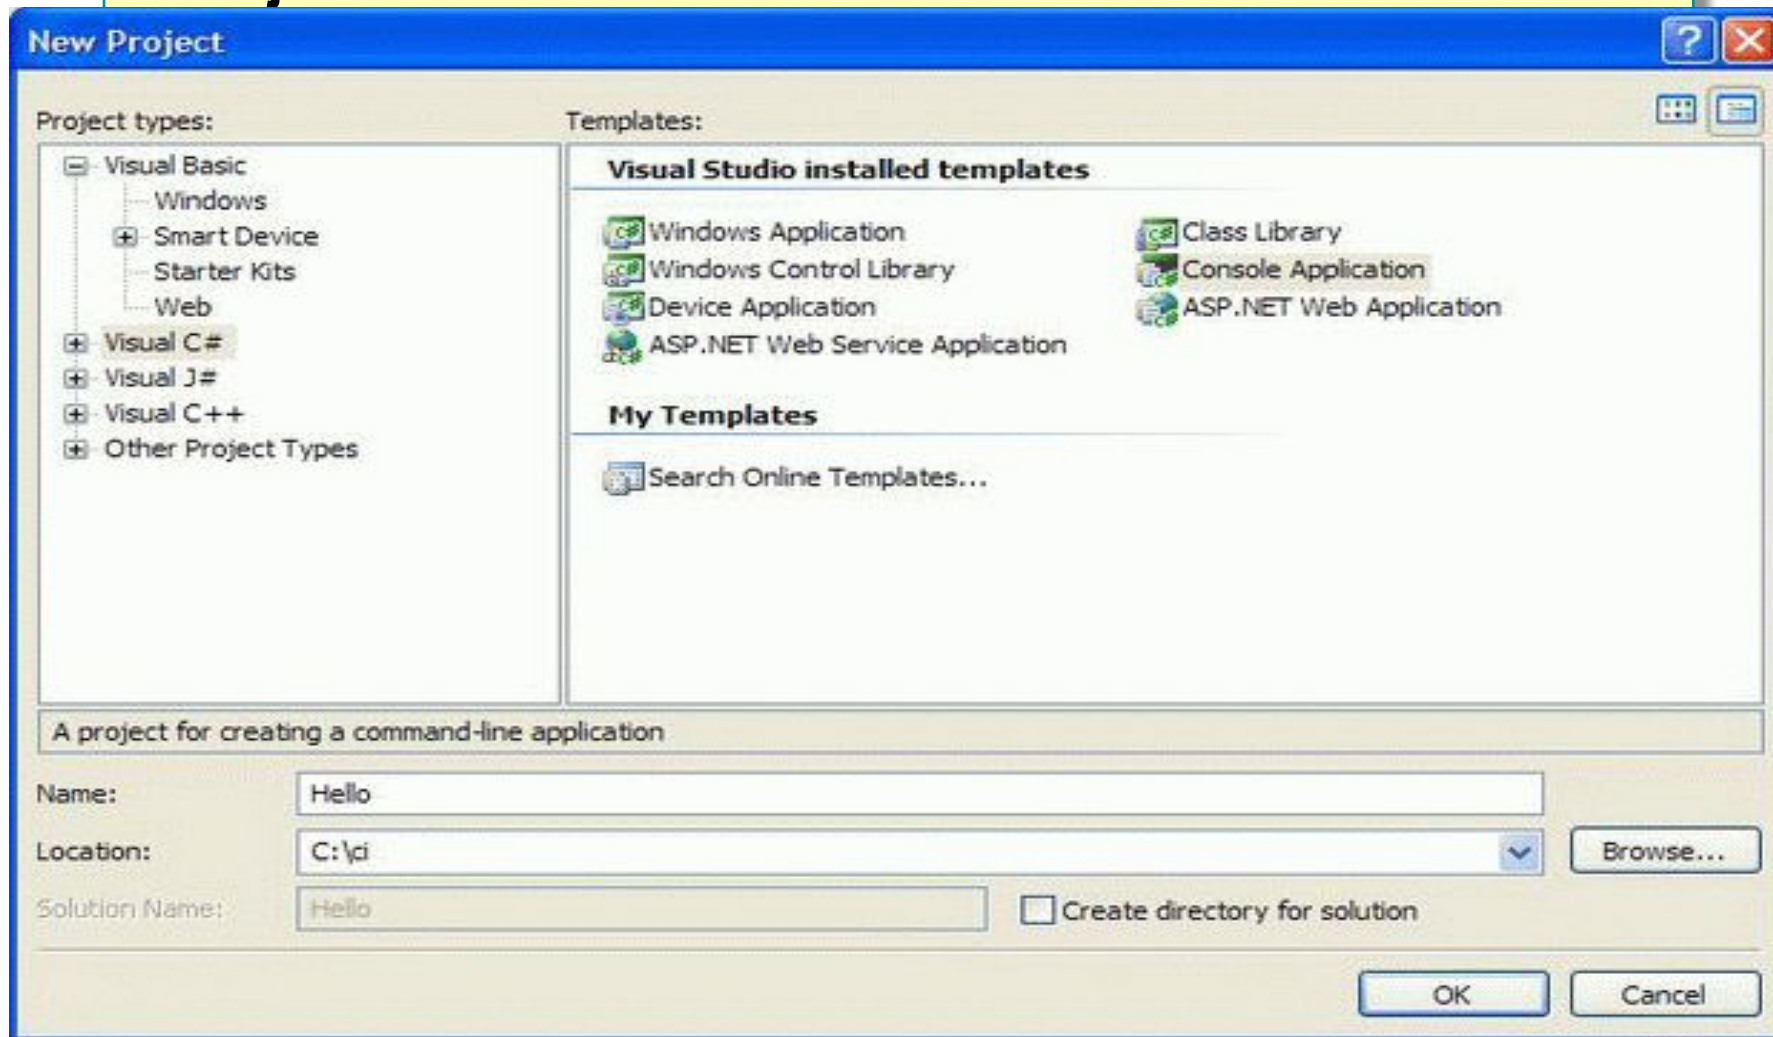 New Project
Project types:
Templates:
Visual Basic
Windows
Smart Device
Starter Kits
Web
Visual C#
Visual J#
Visual C++
Other Project Types
Visual Studio installed templates
Windows Application
Class Library
Windows Control Library
Console Application
Device Application
ASP.NET Web Application
ASP.NET Web Service Application
My Templates
Search Online Templates...
A project for creating a command-line application
Name: Hello
Location: C:\ci Browse...
Solution Name: Hello Create directory for solution
OK Cancel